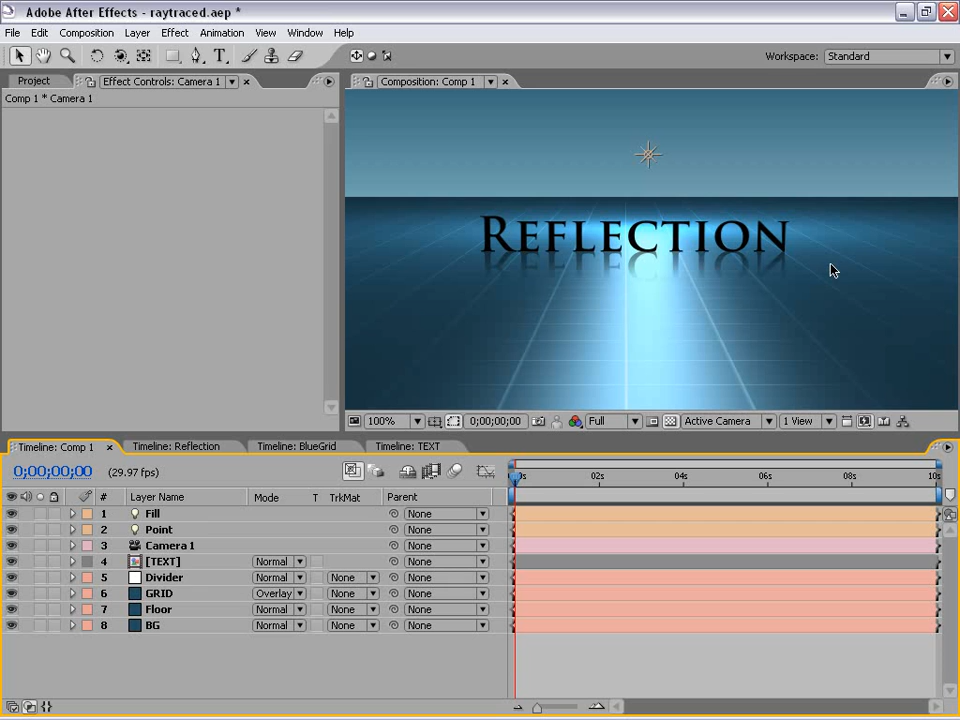 Adobe After Effects - raytraced.aep *
File Edit Composition Layer Effect Animation View Window Help
Workspace: Standard
Project Effect Controls: Camera 1
Composition: Comp 1
Comp 1 * Camera 1
REFLECTION
100% 0;00;00;00 Full Active Camera 1 View
Timeline: Comp 1 Timeline: Reflection Timeline: BlueGrid Timeline: TEXT
0;00;00;00 (29.97 fps)
02s 04s 06s 08s
# Layer Name Mode T TrkMat Parent
1 Fill None
2 Point None
3 Camera 1 None
4 [TEXT] Normal None
5 Divider Normal None None
6 GRID Overlay None None
7 Floor Normal None None
8 BG Normal None None